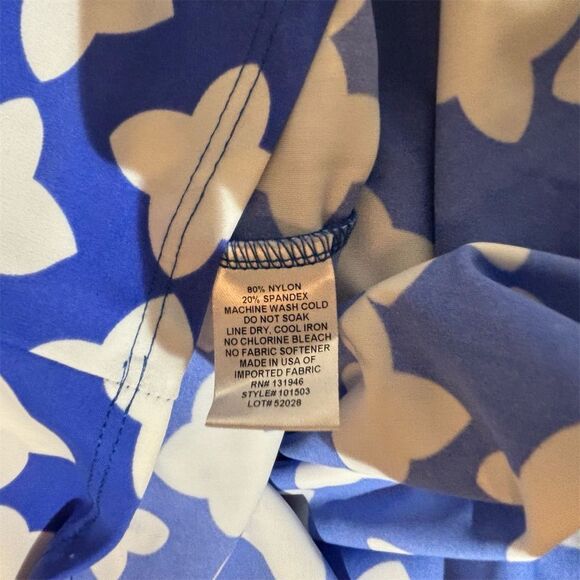 80% NYLON
20% SPANDEX
MACHINE WASH COLD
DO NOT SOAK
LINE DRY, COOL IRON
NO CHLORINE BLEACH
NO FABRIC SOFTENER
MADE IN USA OF
IMPORTED FABRIC
RN# 131946
STYLE# 101503
LOT# 52028